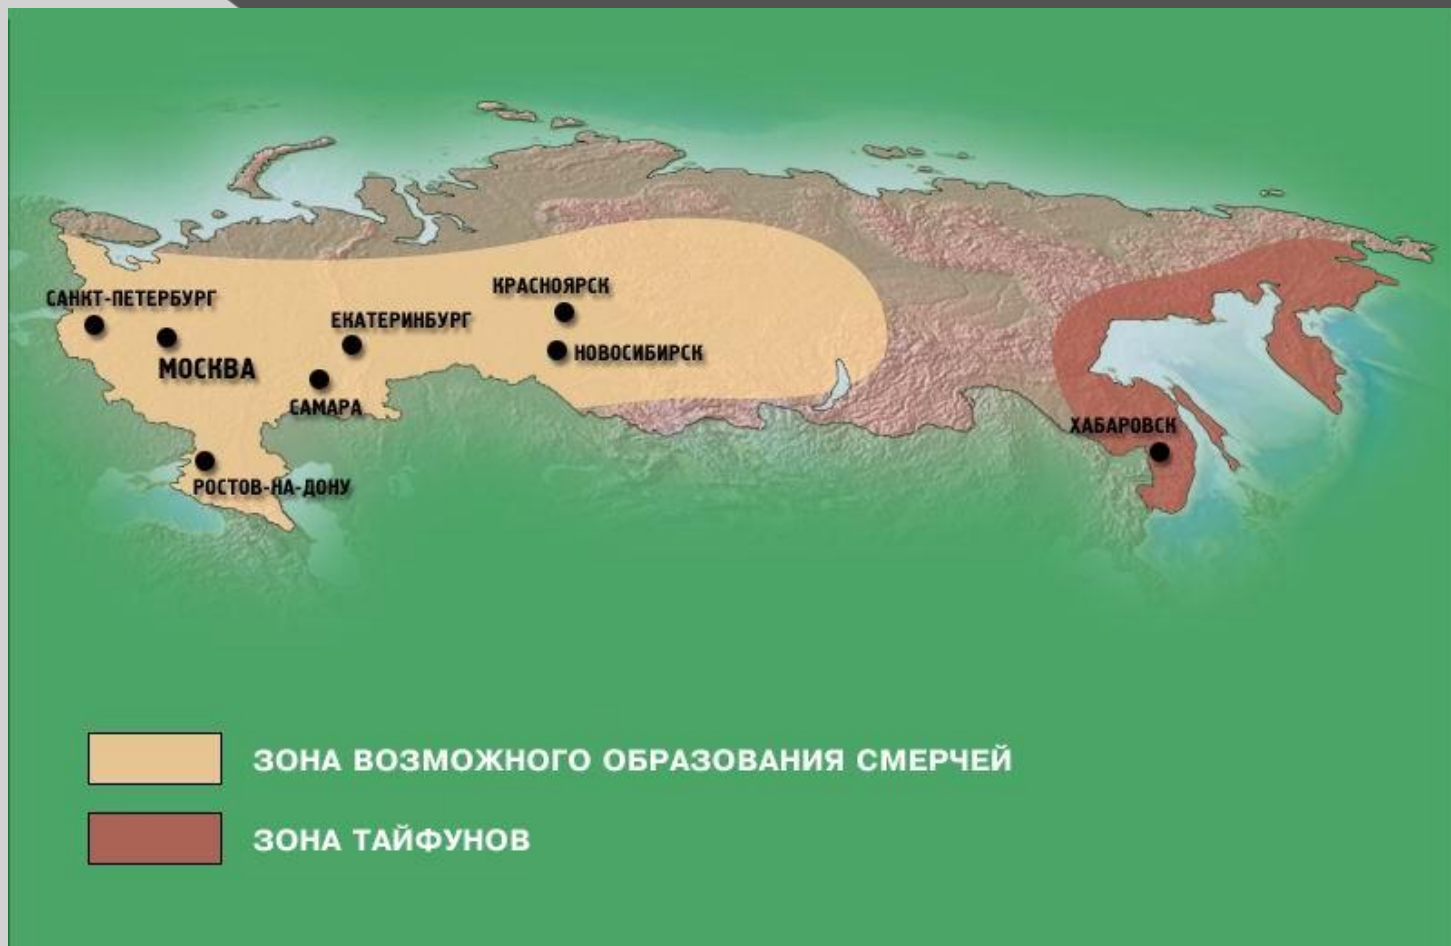 КРАСНОЯРСК
САНКТ-ПЕТЕРБУРГ
ЕКАТЕРИНБУРГ
МОСКВА
НОВОСИБИРСК
САМАРА
ХАБАРОВСК
РОСТОВ-НА-ДОНУ
ЗОНА ВОЗМОЖНОГО ОБРАЗОВАНИЯ СМЕРЧЕЙ
ЗОНА ТАЙФУНОВ